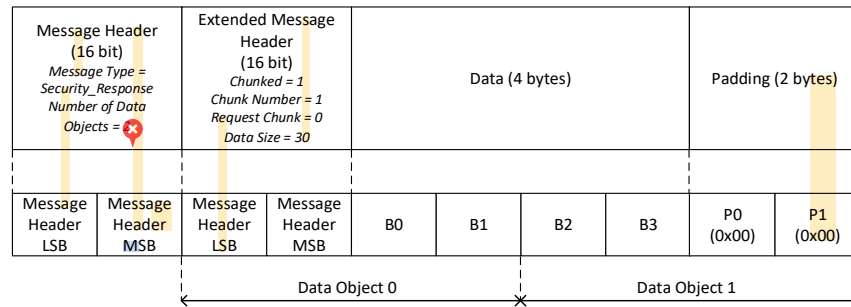 Message Header
(16 bit)
Message Type =
Security_Response
Number of Data
Objects =
Extended Message
Header
(16 bit)
Chunked = 1
Chunk Number = 1
Request Chunk = 0
Data Size = 30
Data (4 bytes)
Padding (2 bytes)
Message
Header
LSB
Message
Header
MSB
Message
Header
LSB
Message
Header
MSB
B0
B1
B2
B3
P0
(0x00)
P1
(0x00)
Data Object 0
Data Object 1